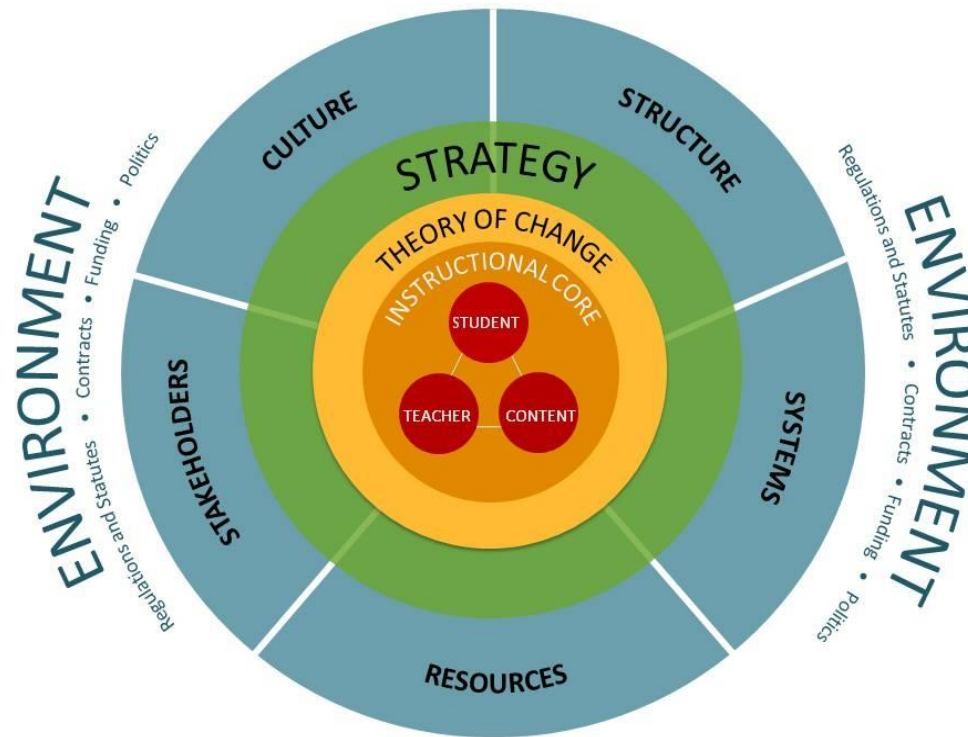 ENVIRONMENT
Regulations and Statutes • Contracts • Funding • Politics
CULTURE
STRUCTURE
STRATEGY
THEORY OF CHANGE
INSTRUCTIONAL CORE
STUDENT
TEACHER
CONTENT
STAKEHOLDERS
SYSTEMS
RESOURCES
Regulations and Statutes • Contracts • Funding • Politics
ENVIRONMENT